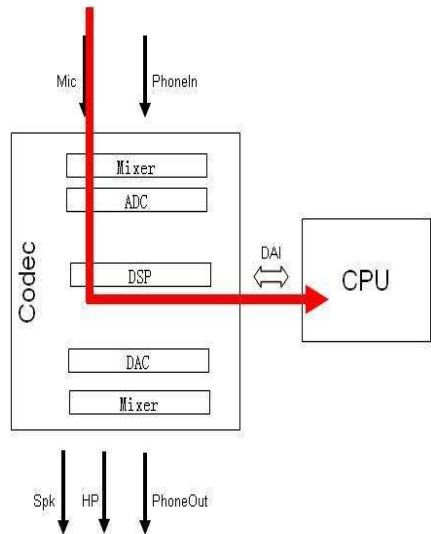 Mic
PhoneIn
Mixer
ADC
Codec
DSP
DAI
CPU
DAC
Mixer
Spk
HP
PhoneOut